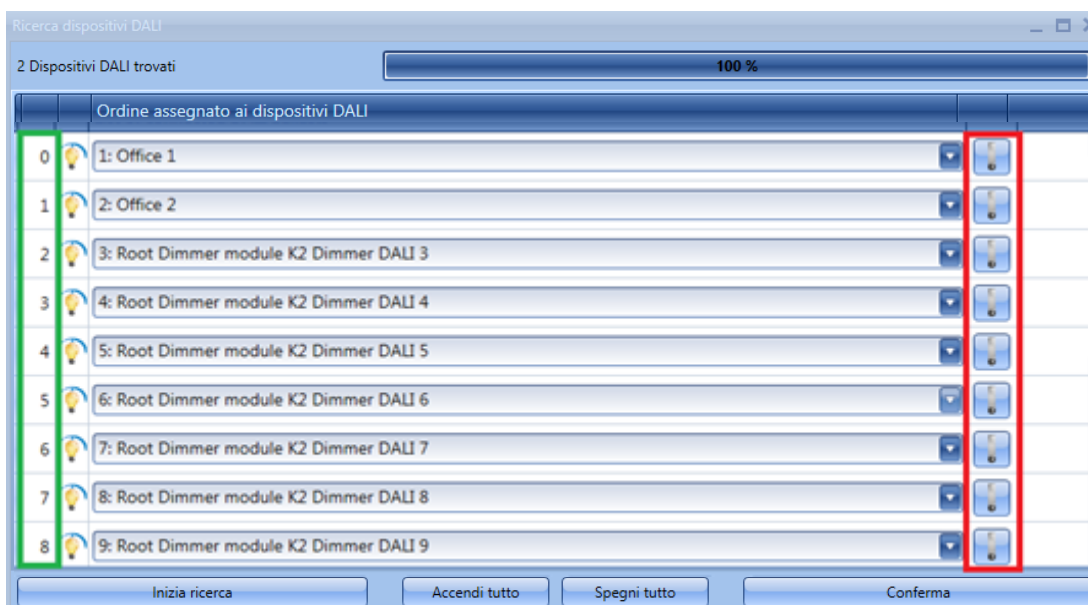 Ricerca dispositivi DALI
2 Dispositivi DALI trovati 100 %
Ordine assegnato ai dispositivi DALI
0 1: Office 1
1 2: Office 2
2 3: Root Dimmer module K2 Dimmer DALI 3
3 4: Root Dimmer module K2 Dimmer DALI 4
4 5: Root Dimmer module K2 Dimmer DALI 5
5 6: Root Dimmer module K2 Dimmer DALI 6
6 7: Root Dimmer module K2 Dimmer DALI 7
7 8: Root Dimmer module K2 Dimmer DALI 8
8 9: Root Dimmer module K2 Dimmer DALI 9
Inizia ricerca Accendi tutto Spegni tutto Conferma